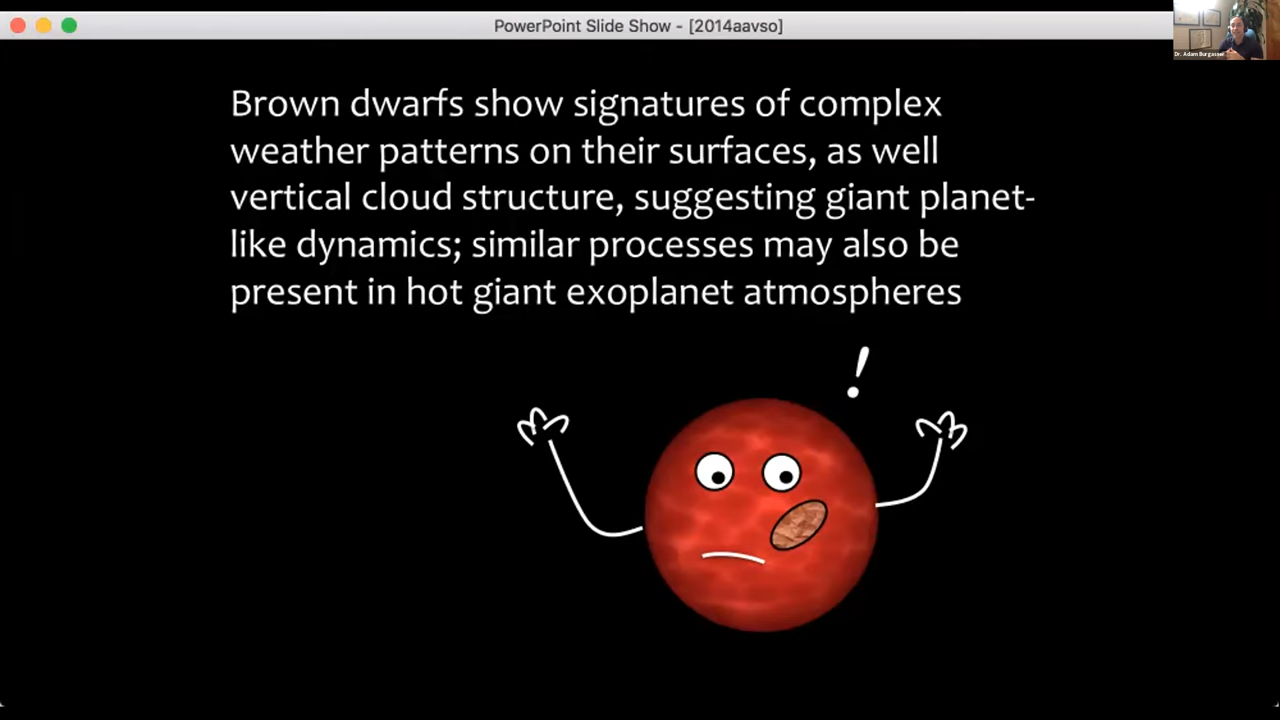 PowerPoint Slide Show - [2014aavso]
Dr. Adam Burgasser
Brown dwarfs show signatures of complex
weather patterns on their surfaces, as well
vertical cloud structure, suggesting giant planet-
like dynamics; similar processes may also be
present in hot giant exoplanet atmospheres
!